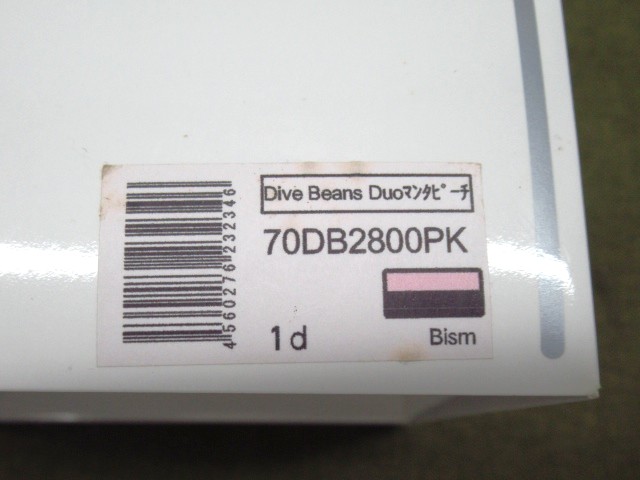 Dive Beans Duoﾏﾝﾀﾋﾟｰﾁ
70DB2800PK
1d
Bism
4560276232346